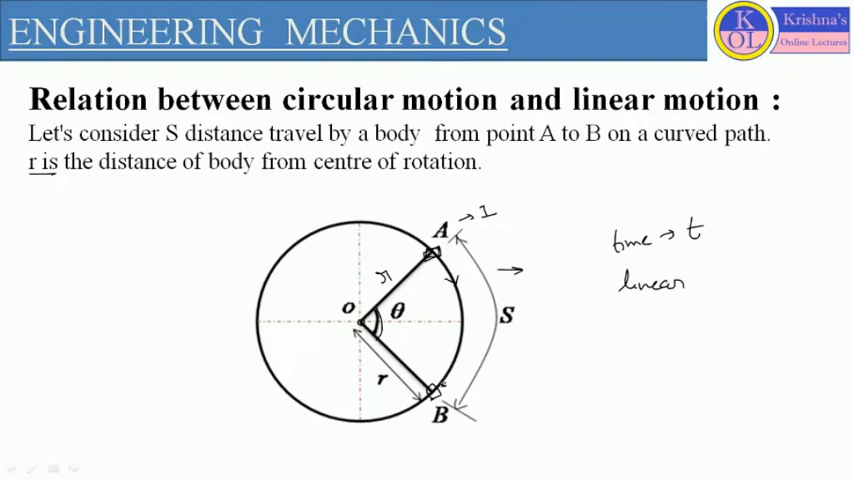 ENGINEERING MECHANICS
K
OL
Krishna's
Online Lectures
Relation between circular motion and linear motion :
Let's consider S distance travel by a body from point A to B on a curved path.
r is the distance of body from centre of rotation.
A → 1
time → t
r
linear
O
θ
S
r
B